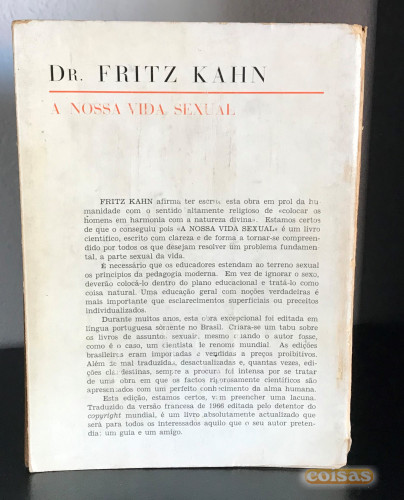 DR. FRITZ KAHN
A NOSSA VIDA SEXUAL
FRITZ KAHN afirma ter escrito esta obra em prol da hu
manidade com o sentido altamente religioso de «colocar os
homens em harmonia com a natureza divina». Estamos certos
de que o conseguiu pois «A NOSSA VIDA SEXUAL» é um livro
científico, escrito com clareza e de forma a tornar-se compreen-
dido por todos os que desejam resolver um problema fundamen-
tal, a parte sexual da vida.
É necessário que os educadores estendam ao terreno sexual
os princípios da pedagogia moderna. Em vez de ignorar o sexo,
deverão colocá-lo dentro do plano educacional e tratá-lo como
coisa natural. Uma educação geral com noções verdadeiras é
mais importante que esclarecimentos superficiais ou preceitos
individualizados.
Durante muitos anos, esta obra excepcional foi editada em
língua portuguesa sòmente no Brasil. Criara-se um tabu sobre
os livros de assuntos sexuais, mesmo quando o autor fosse,
como é o caso, um cientista de renome mundial. As edições
brasileiras eram importadas e vendidas a preços proibitivos.
Além de mal traduzidas, desactualizadas e, quantas vezes, edi-
ções clandestinas, sempre a procura foi intensa por se tratar
de uma obra em que os factos rigorosamente científicos são
apresentados com um perfeito conhecimento da alma humana.
Esta edição, estamos certos, vem preencher uma lacuna.
Traduzido da versão francesa de 1966 editada pelo detentor do
copyright mundial, é um livro absolutamente actualizado que
será para todos os interessados aquilo que o seu autor preten-
dia: um guia e um amigo.
coisas